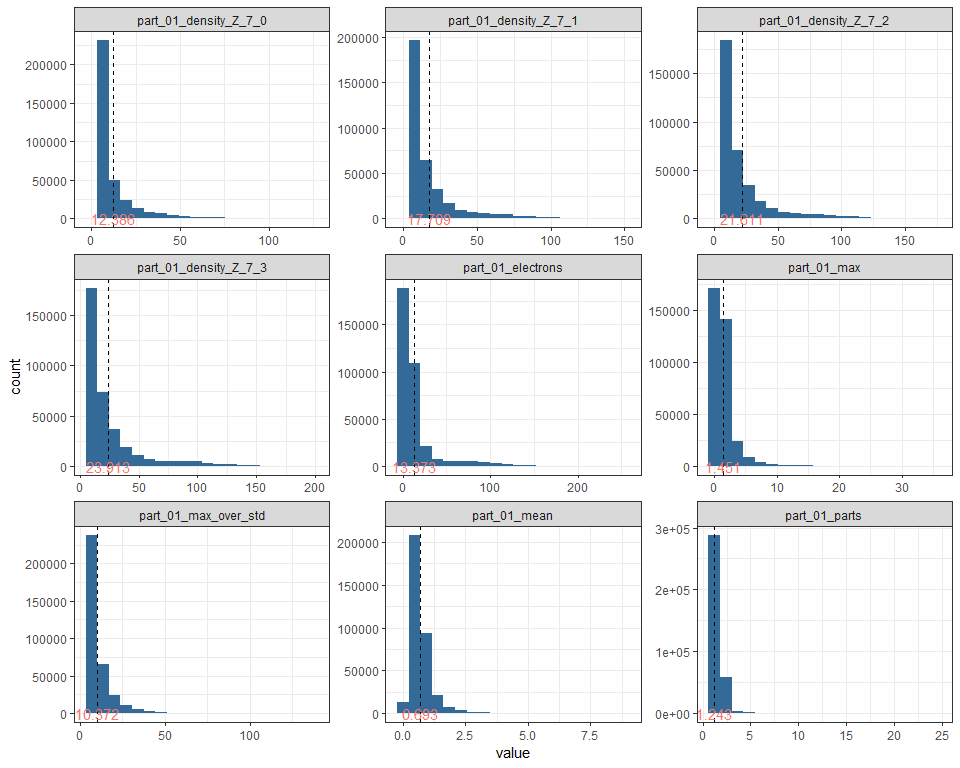 part_01_density_Z_7_0
part_01_density_Z_7_1
part_01_density_Z_7_2
200000
150000
100000
50000
0
200000
150000
100000
50000
0
150000
100000
50000
0
12.386
17.709
21.611
0 50 100
0 50 100 150
0 50 100 150
part_01_density_Z_7_3
part_01_electrons
part_01_max
count
150000
100000
50000
0
150000
100000
50000
0
150000
100000
50000
0
23.913
13.373
1.451
0 50 100 150 200
0 100 200
0 10 20 30
part_01_max_over_std
part_01_mean
part_01_parts
200000
150000
100000
50000
0
200000
150000
100000
50000
0
3e+05
2e+05
1e+05
0e+00
10.372
0.693
1.243
0 50 100
0.0 2.5 5.0 7.5
0 5 10 15 20 25
value